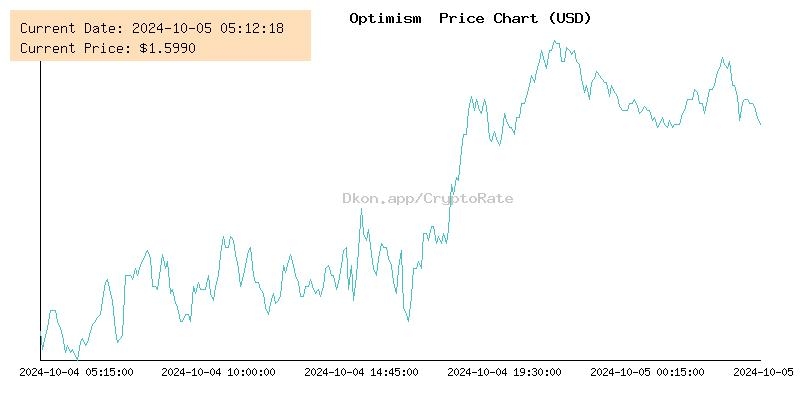 Optimism Price Chart (USD)
Current Date: 2024-10-05 05:12:18
Current Price: $1.5990
Dkon.app/CryptoRate
2024-10-04 05:15:00 2024-10-04 10:00:00 2024-10-04 14:45:00 2024-10-04 19:30:00 2024-10-05 00:15:00 2024-10-05